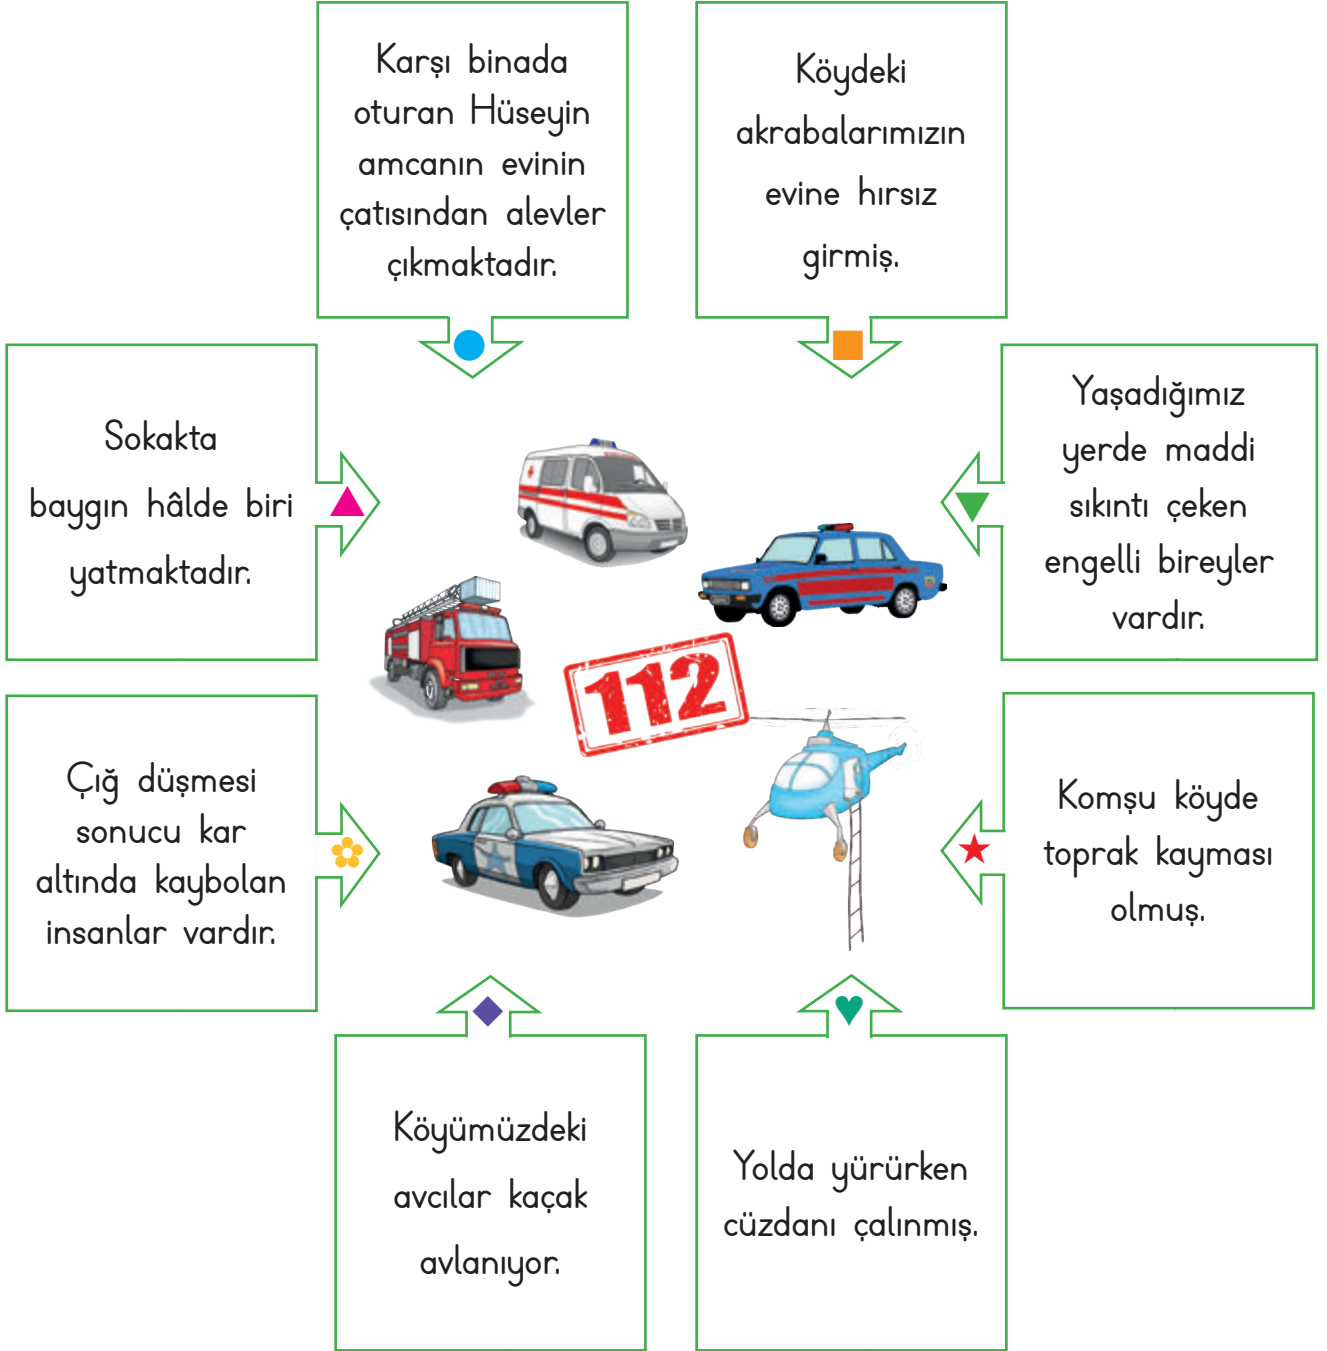 Karşı binada
oturan Hüseyin
amcanın evinin
çatısından alevler
çıkmaktadır.
Köydeki
akrabalarımızın
evine hırsız
girmiş.
Sokakta
baygın hâlde biri
yatmaktadır.
Yaşadığımız
yerde maddi
sıkıntı çeken
engelli bireyler
vardır.
112
Çığ düşmesi
sonucu kar
altında kaybolan
insanlar vardır.
Komşu köyde
toprak kayması
olmuş.
Köyümüzdeki
avcılar kaçak
avlanıyor.
Yolda yürürken
cüzdanı çalınmış.